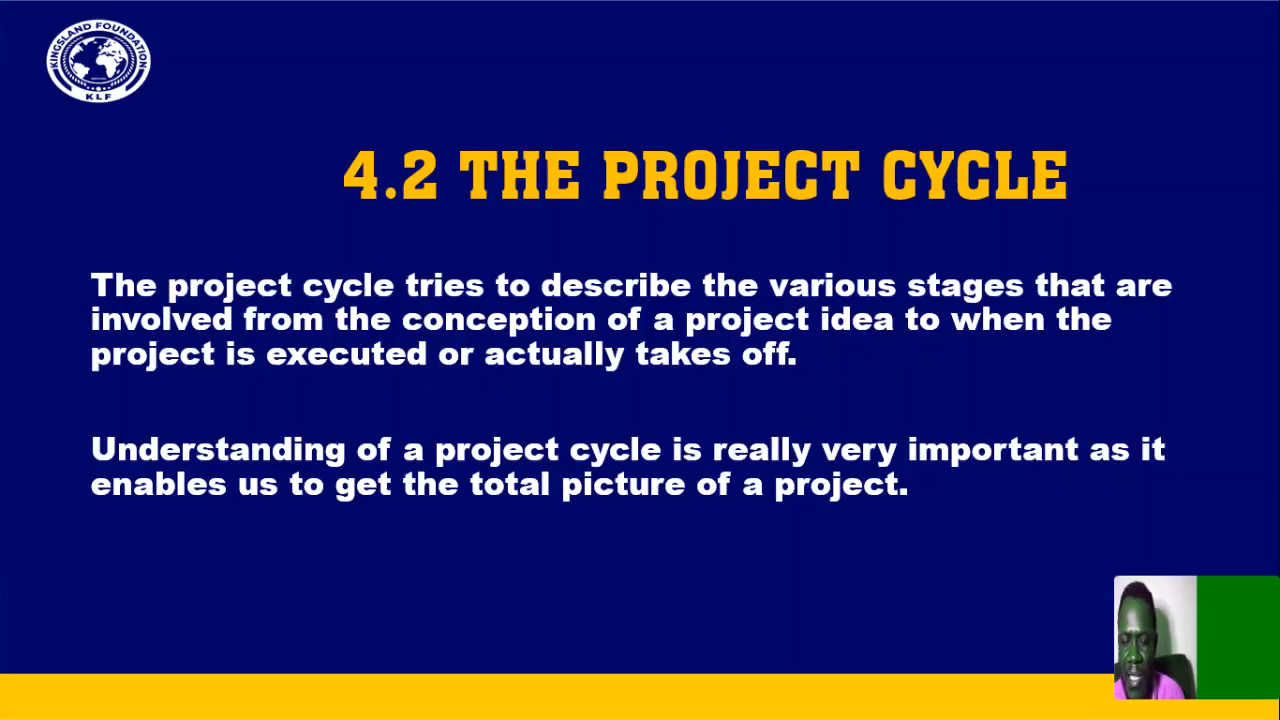 KINGSLAND FOUNDATION
KLF
4.2 THE PROJECT CYCLE
The project cycle tries to describe the various stages that are
involved from the conception of a project idea to when the
project is executed or actually takes off.
Understanding of a project cycle is really very important as it
enables us to get the total picture of a project.